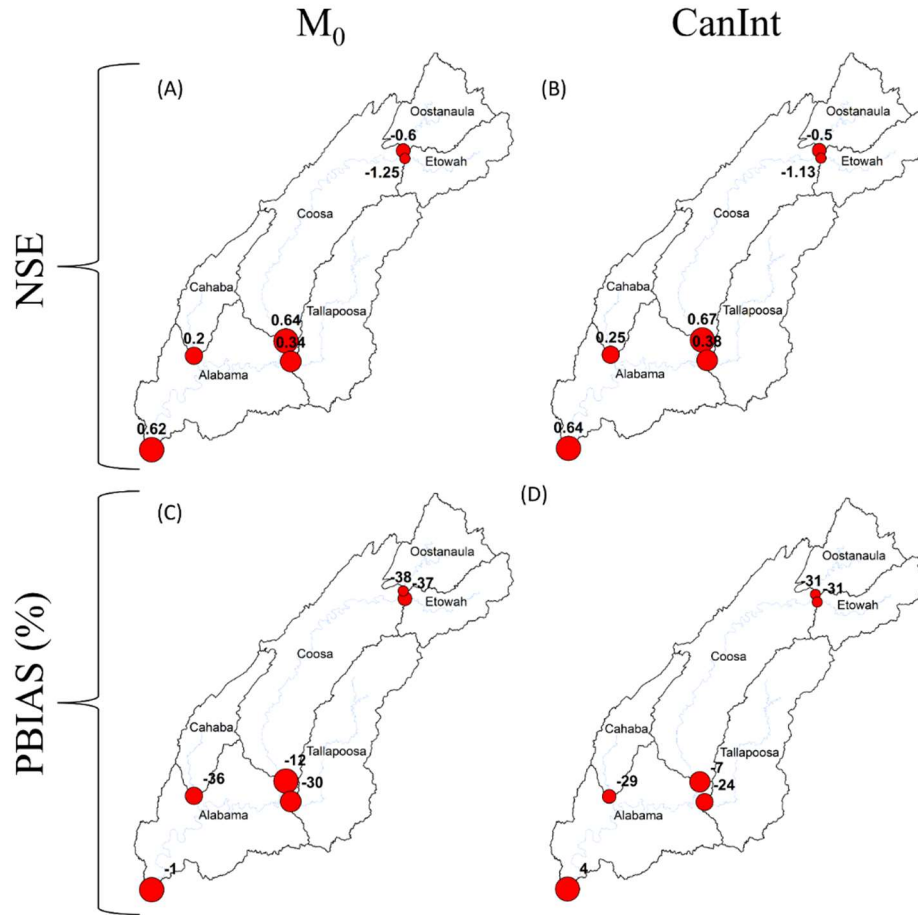 M0
CanInt
NSE
PBIAS (%)
(A)
Oostanaula
-0.6
Etowah
-1.25
Coosa
Cahaba
Tallapoosa
0.64
0.2
0.34
Alabama
0.62
(B)
Oostanaula
-0.5
Etowah
-1.13
Coosa
Cahaba
Tallapoosa
0.67
0.25
0.38
Alabama
0.64
(C)
Oostanaula
-38
-37
Etowah
Coosa
Cahaba
Tallapoosa
-12
-36
-30
Alabama
-1
(D)
Oostanaula
-31
-31
Etowah
Coosa
Cahaba
Tallapoosa
-7
-29
-24
Alabama
4